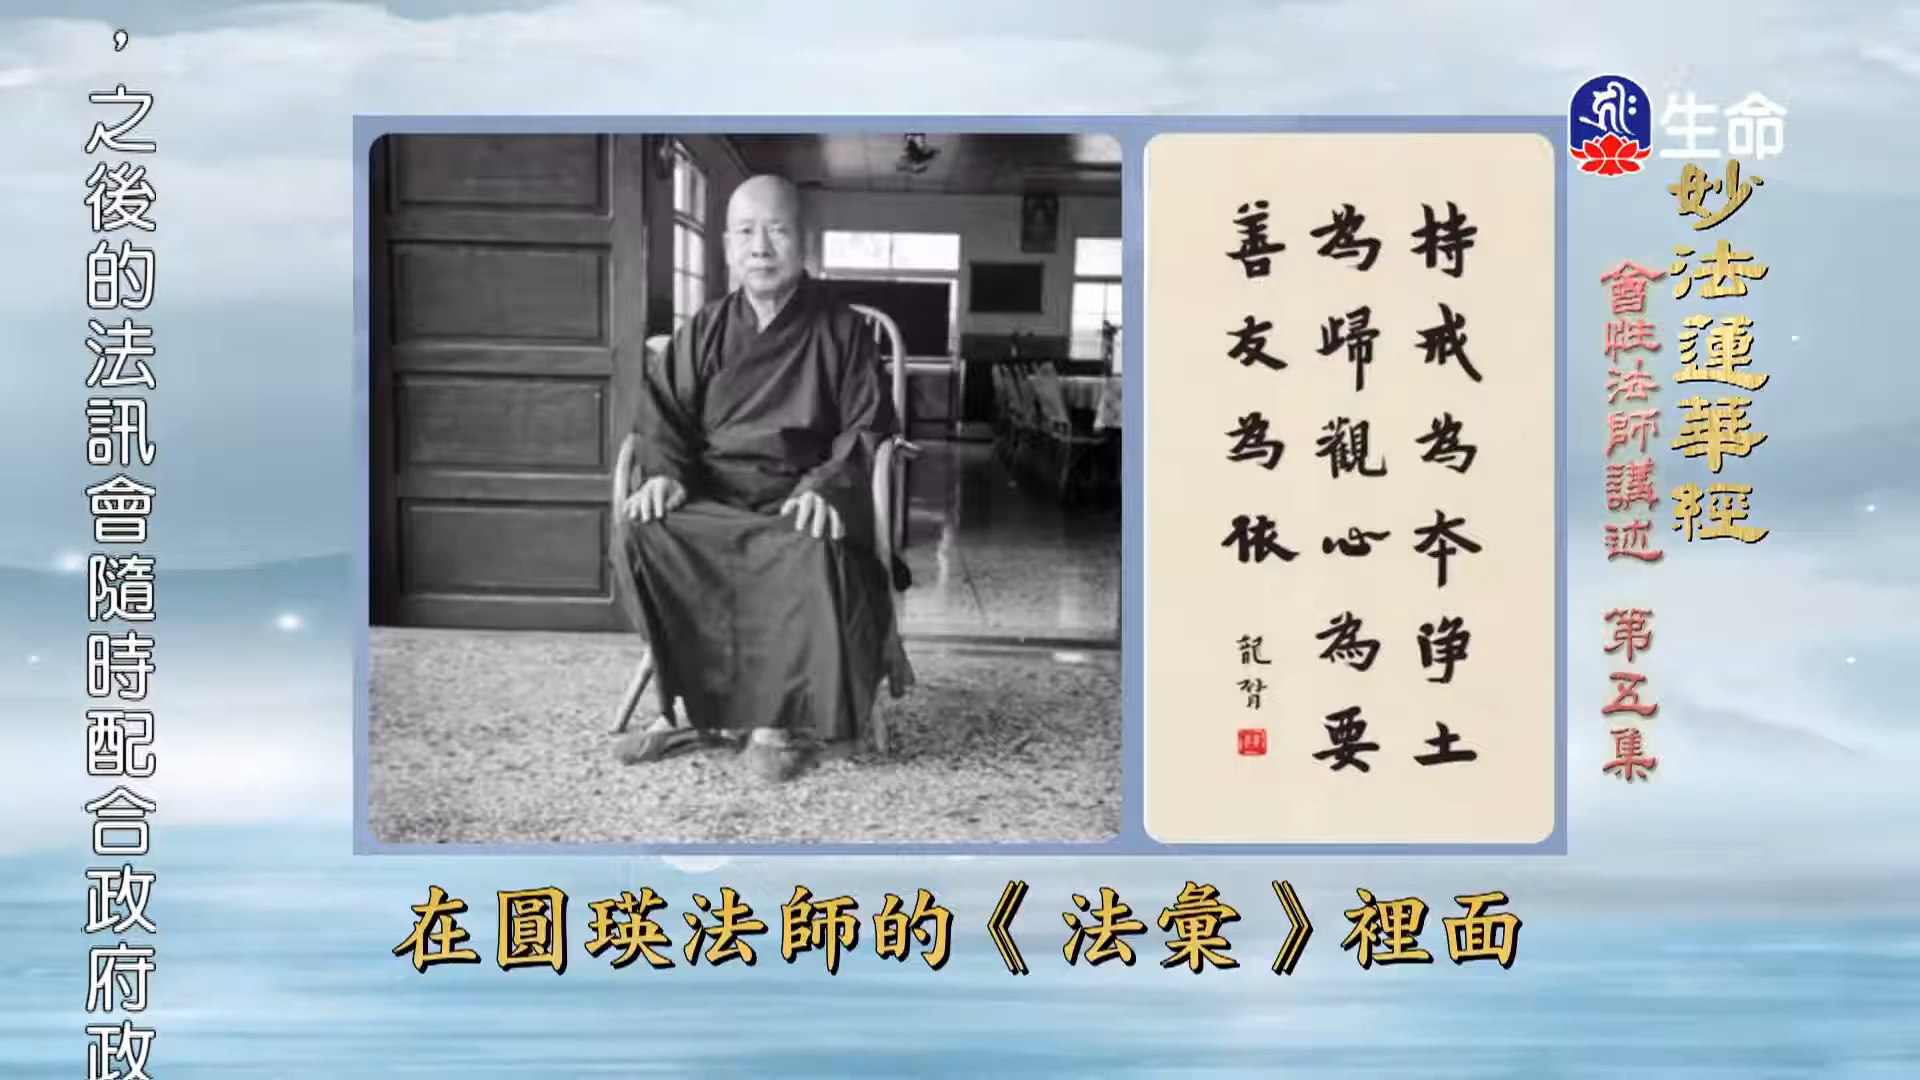 ，之後的法訊會隨時配合政府政
持戒為本淨土
為歸觀心為要
善友為依
生命
妙法蓮華經
會性法師講述 第五集
在圓瑛法師的《法彙》裡面